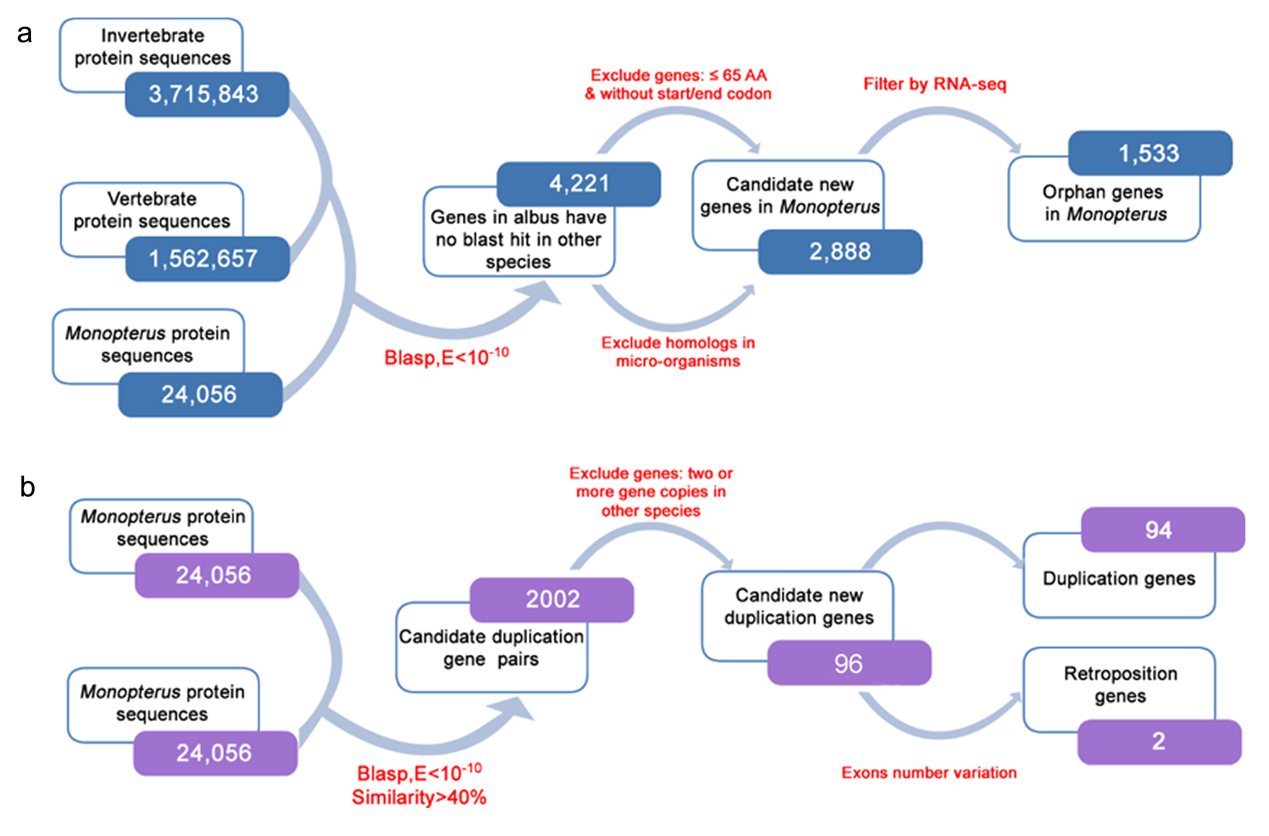 a
Invertebrate
protein sequences
3,715,843
Vertebrate
protein sequences
1,562,657
Monopterus protein
sequences
24,056
Blasp,E<10-10
4,221
Genes in albus have
no blast hit in other
species
Exclude genes: ≤ 65 AA
& without start/end codon
Exclude homologs in
micro-organisms
Candidate new
genes in Monopterus
2,888
Filter by RNA-seq
1,533
Orphan genes
in Monopterus
b
Monopterus protein
sequences
24,056
Monopterus protein
sequences
24,056
Blasp,E<10-10
Similarity>40%
2002
Candidate duplication
gene pairs
Exclude genes: two or
more gene copies in
other species
Candidate new
duplication genes
96
94
Duplication genes
Retroposition
genes
2
Exons number variation